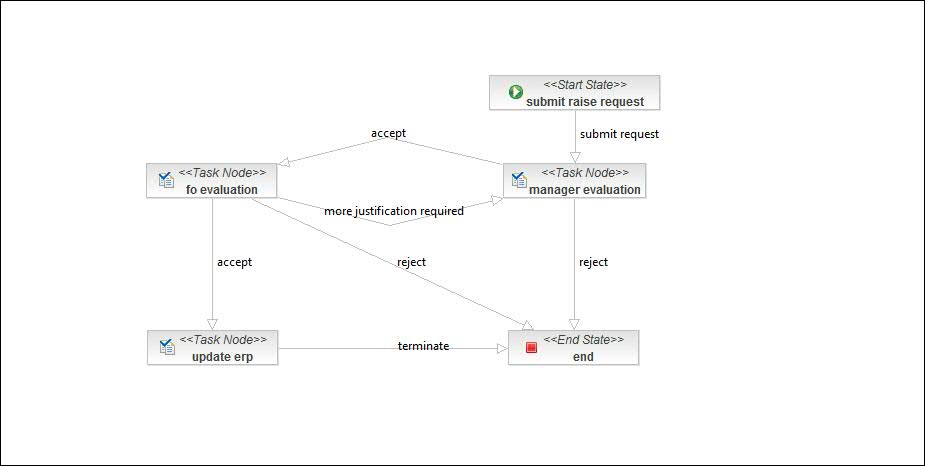 <<Start State>>
submit raise request
submit request
accept
<<Task Node>>
fo evaluation
<<Task Node>>
manager evaluation
more justification required
accept
reject
reject
<<Task Node>>
update erp
terminate
<<End State>>
end